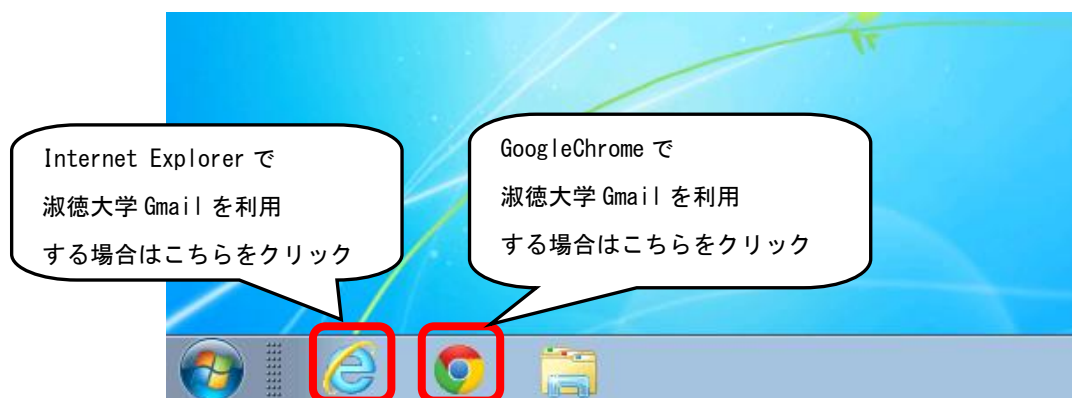 Internet Explorer で
淑徳大学 Gmail を利用
する場合はこちらをクリック
GoogleChrome で
淑徳大学 Gmail を利用
する場合はこちらをクリック